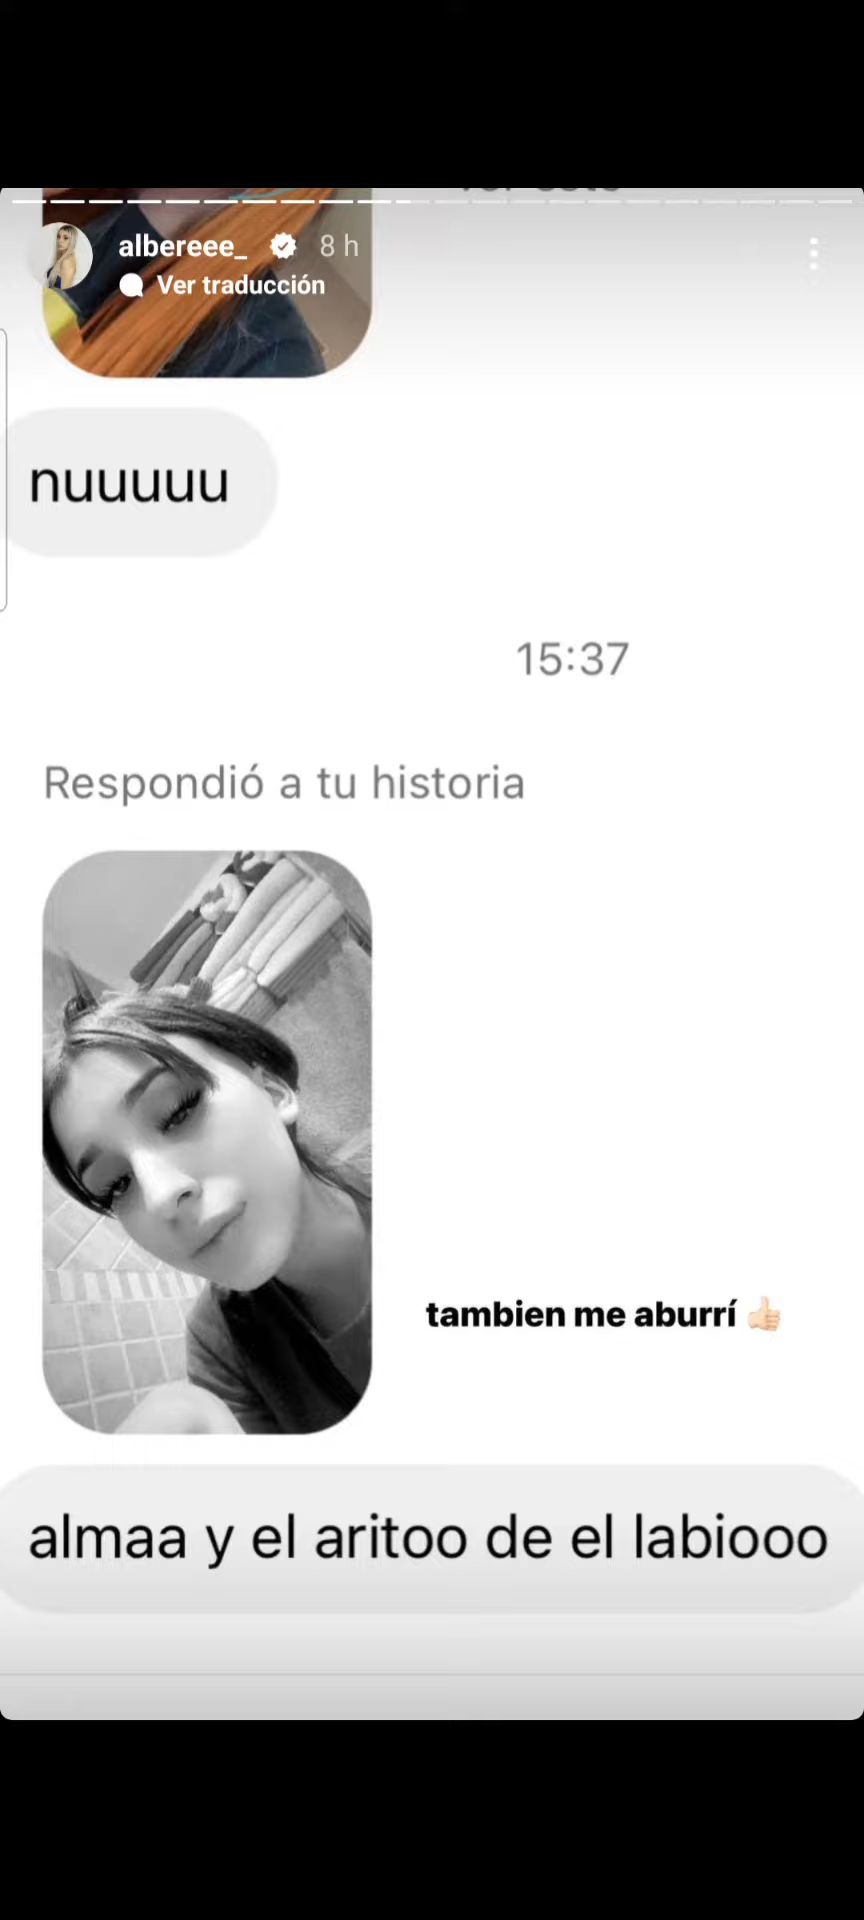 albereee_ 8 h
Ver traducción
nuuuuu
15:37
Respondió a tu historia
tambien me aburrí 👍🏻
almaa y el aritoo de el labiooo